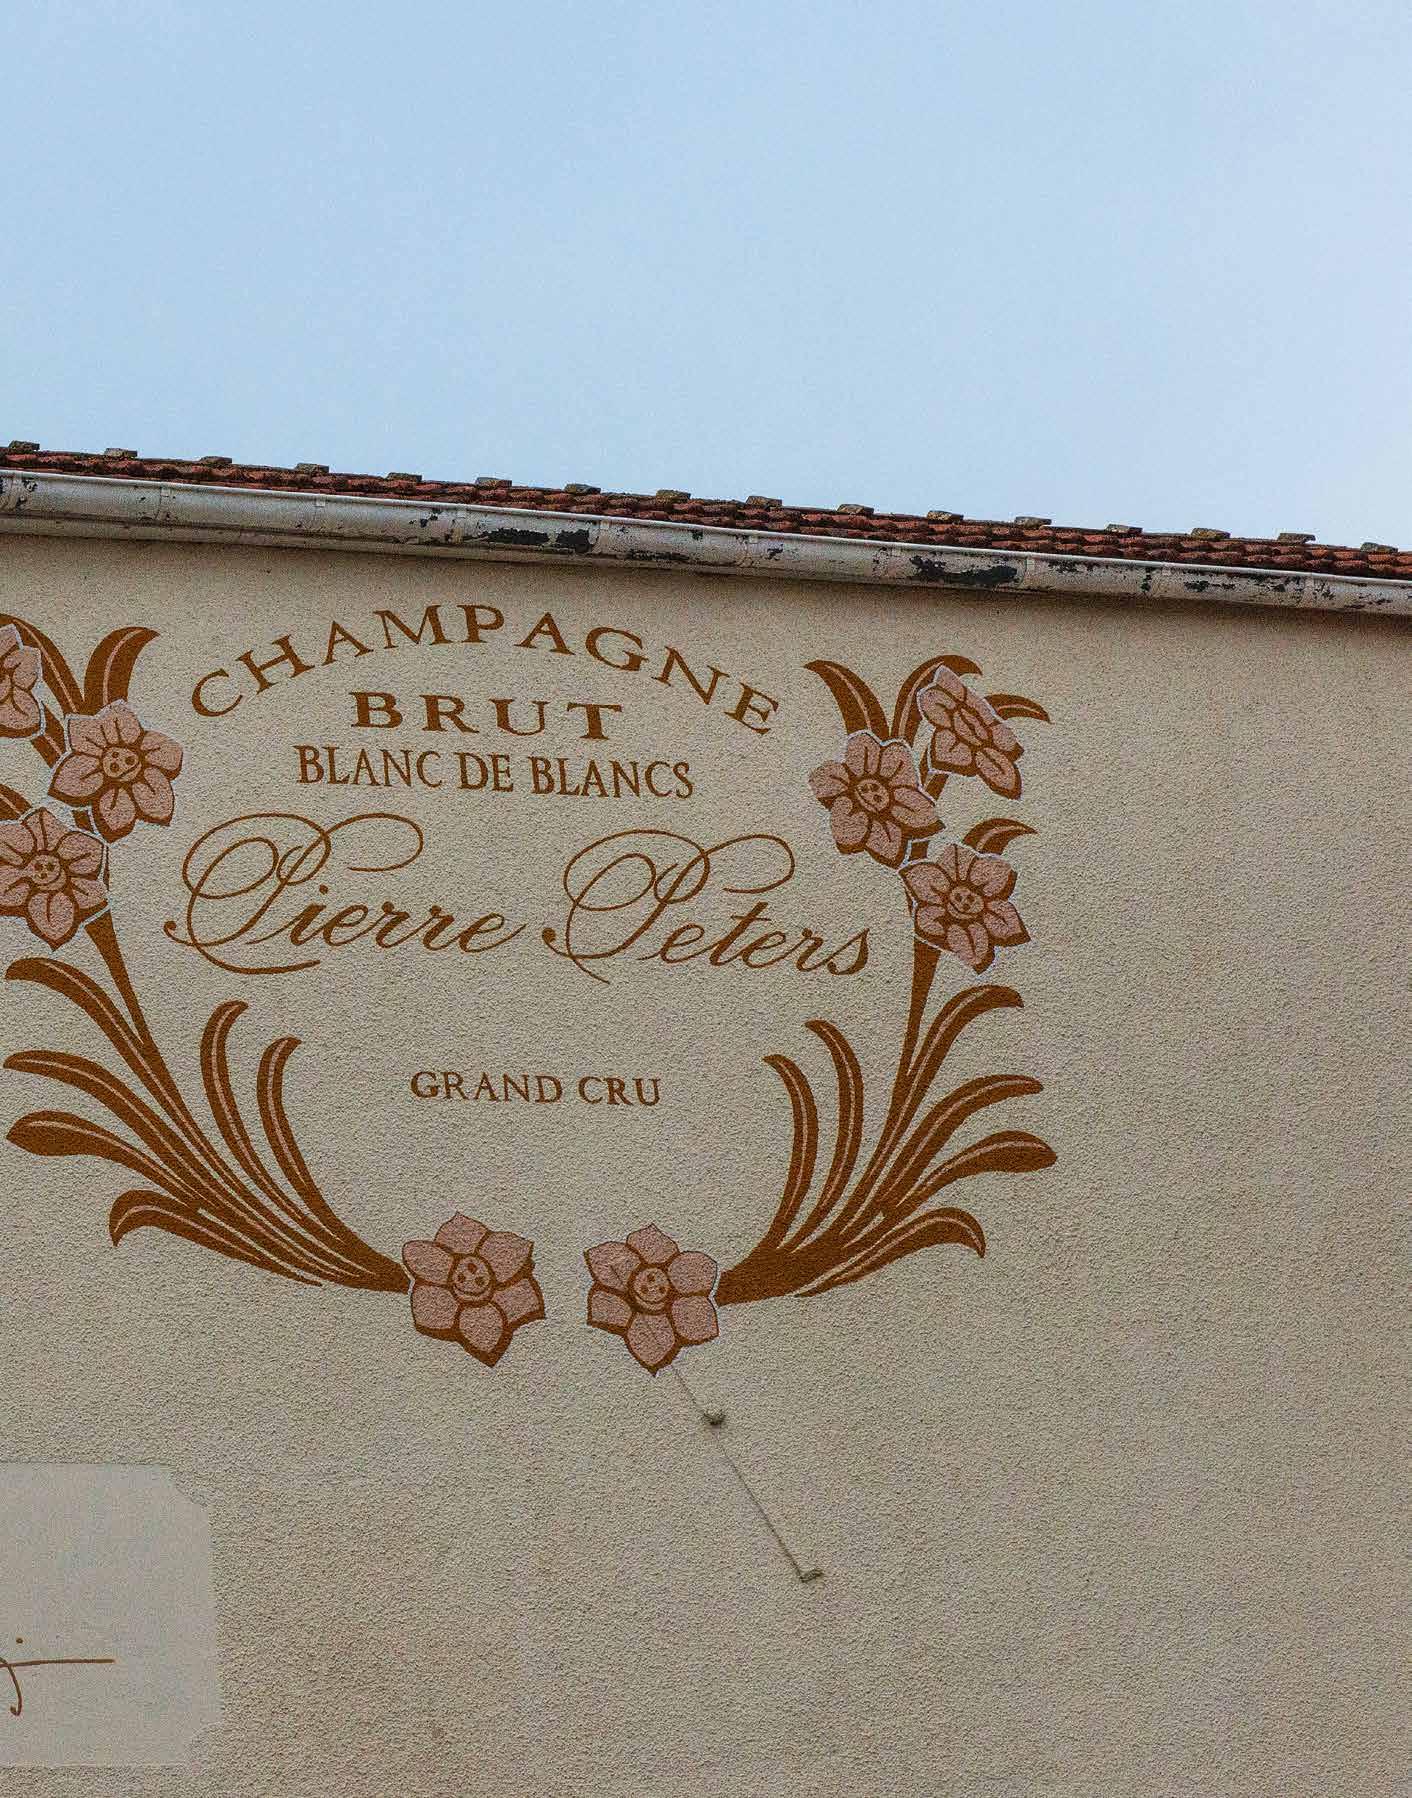 CHAMPAGNE
BRUT
BLANC DE BLANCS
Pierre Peters
GRAND CRU